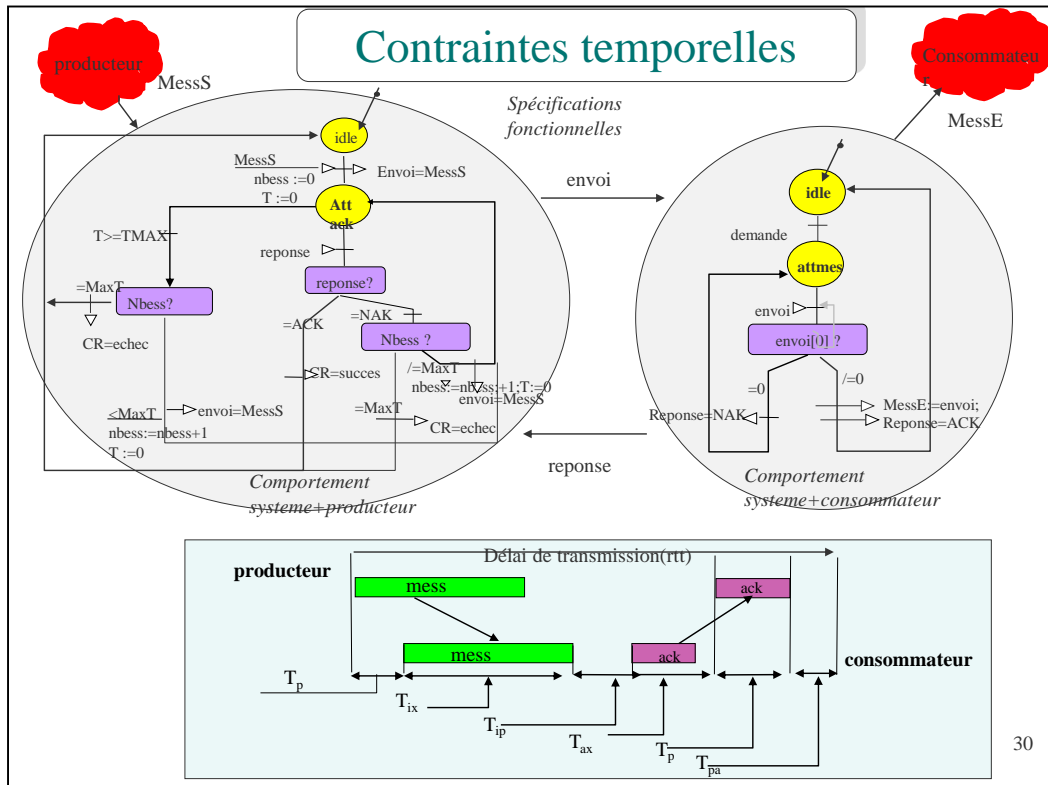 Contraintes temporelles
producteur
MessS
Consommateu
r
MessE
Spécifications
fonctionnelles
idle
MessS
nbess :=0
T :=0
Envoi=MessS
Att
ack
T>=TMAX
reponse
reponse?
=MaxT
Nbess?
CR=echec
=ACK
=NAK
Nbess ?
CR=succes
/=MaxT
nbess:=nbess:+1;T:=0
envoi=MessS
<MaxT
nbess:=nbess+1
T :=0
envoi=MessS
=MaxT
CR=echec
Comportement
systeme+producteur
envoi
reponse
idle
demande
attmes
envoi
envoi[0] ?
=0
/=0
Reponse=NAK
MessE:=envoi;
Reponse=ACK
Comportement
systeme+consommateur
Délai de transmission(rtt)
producteur
mess
ack
mess
ack
consommateur
Tp
Tix
Tip
Tax
Tp
Tpa
30